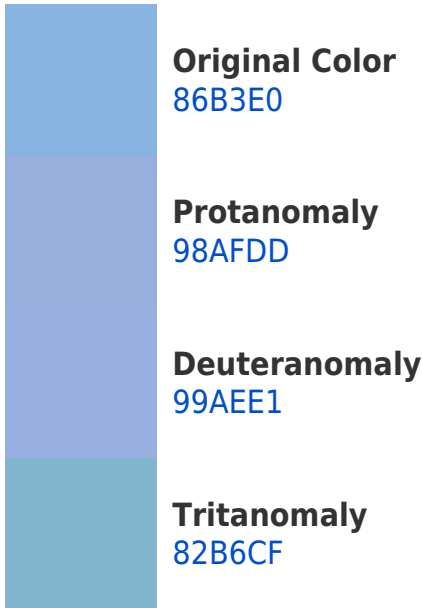 Original Color
86B3E0
Protanomaly
98AFDD
Deuteranomaly
99AEE1
Tritanomaly
82B6CF